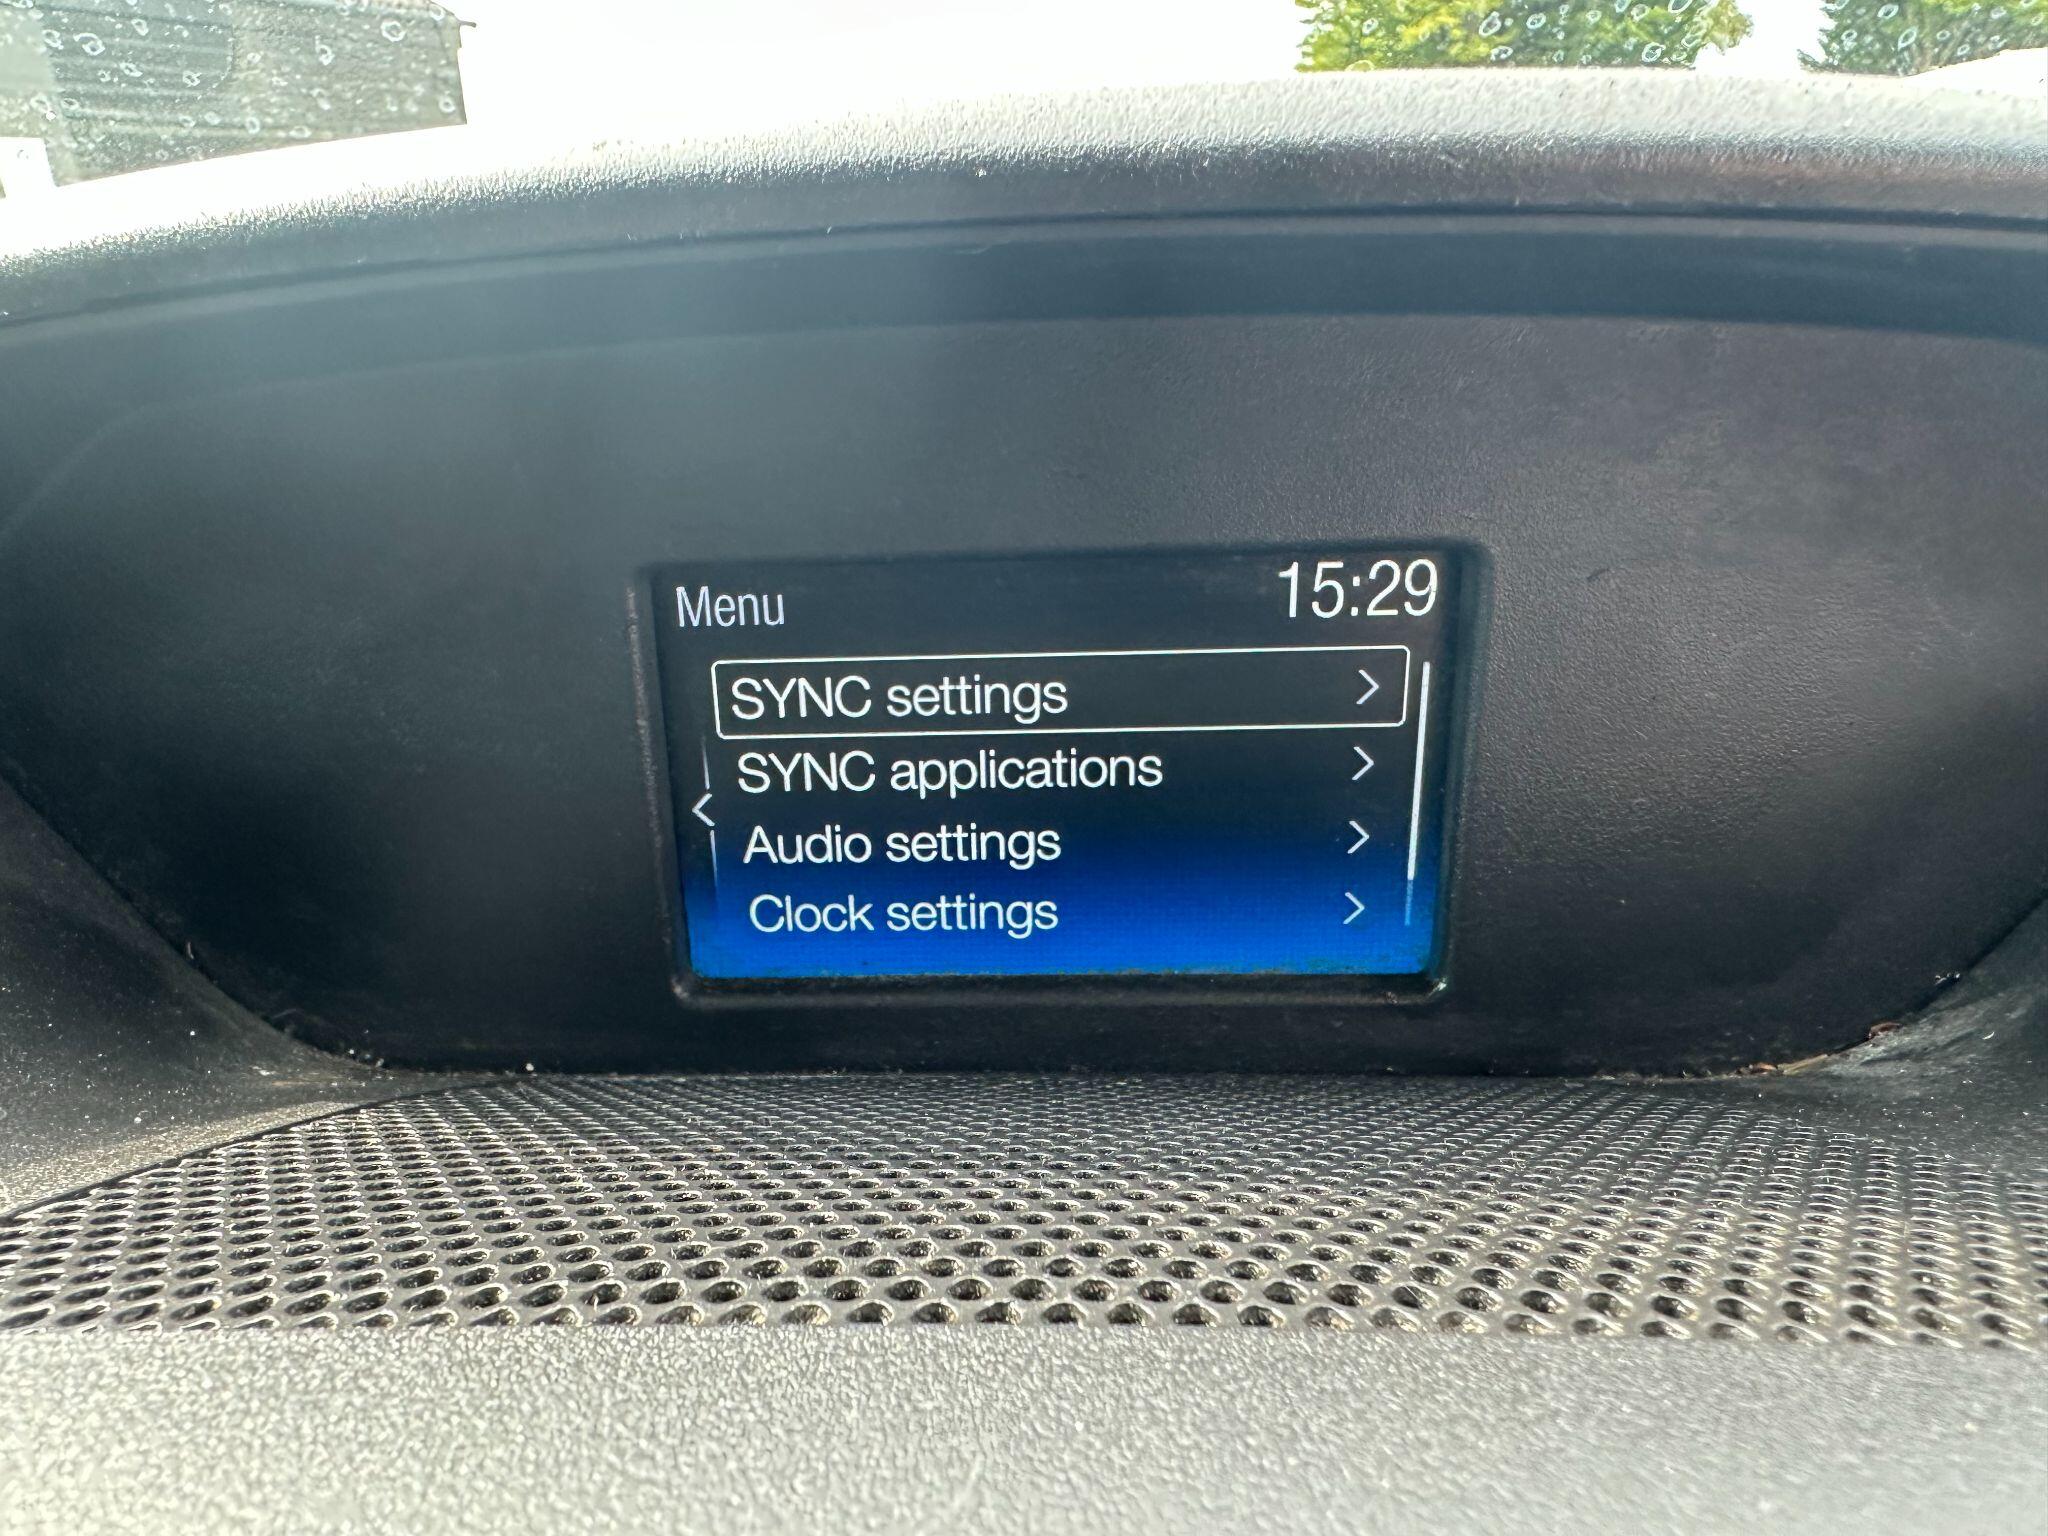 Menu 15:29
SYNC settings
SYNC applications
Audio settings
Clock settings